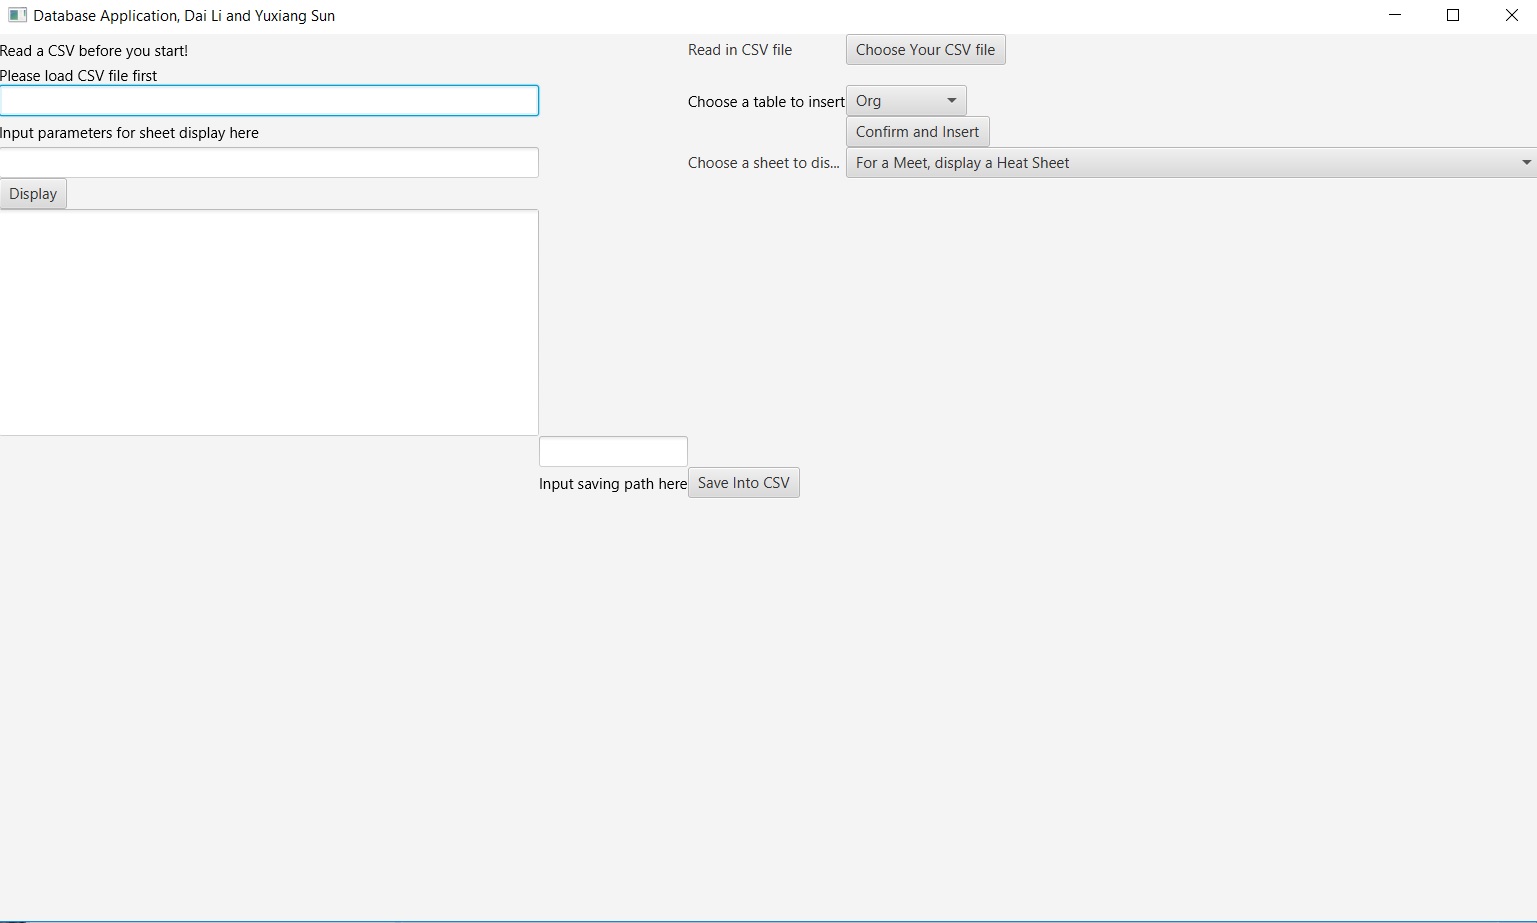 Database Application, Dai Li and Yuxiang Sun
Read a CSV before you start!
Read in CSV file
Choose Your CSV file
Please load CSV file first
Choose a table to insert
Org
Input parameters for sheet display here
Confirm and Insert
Choose a sheet to dis...
For a Meet, display a Heat Sheet
Display
Input saving path here
Save Into CSV